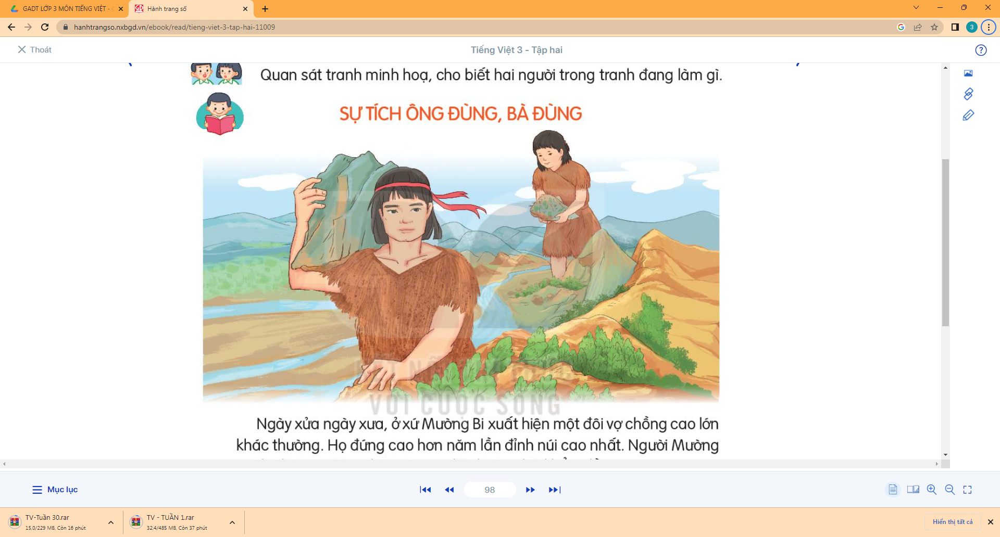 GADT LỚP 3 MÔN TIẾNG VIỆT -
Hành trang số
hanhtrangso.nxbgd.vn/ebook/read/tieng-viet-3-tap-hai-11009
3
Thoát
Tiếng Việt 3 - Tập hai
?
Quan sát tranh minh hoạ, cho biết hai người trong tranh đang làm gì.
SỰ TÍCH ÔNG ĐÙNG, BÀ ĐÙNG
VỚI CUỘC SỐNG
Ngày xửa ngày xưa, ở xứ Mường Bi xuất hiện một đôi vợ chồng cao lớn
khác thường. Họ đứng cao hơn năm lần đỉnh núi cao nhất. Người Mường
Mục lục
98
TV-Tuần 30.rar
15,0/229 MB, Còn 16 phút
TV - TUẦN 1.rar
32,4/485 MB, Còn 37 phút
Hiển thị tất cả